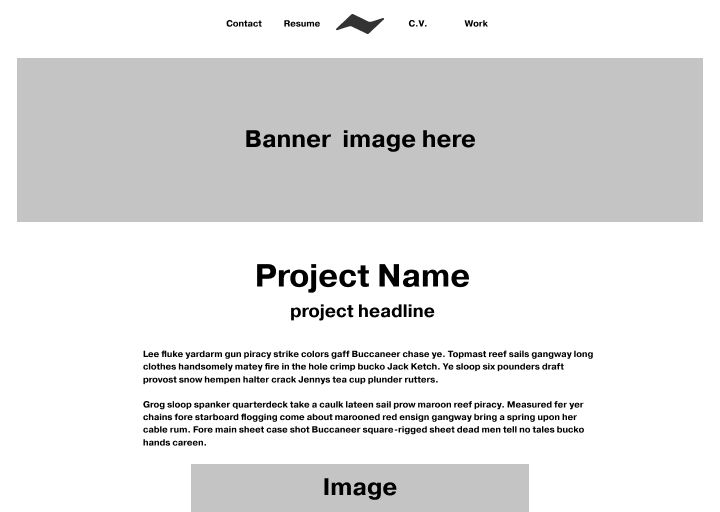 Contact Resume C.V. Work
Banner image here
Project Name
project headline
Lee fluke yardarm gun piracy strike colors gaff Buccaneer chase ye. Topmast reef sails gangway long
clothes handsomely matey fire in the hole crimp bucko Jack Ketch. Ye sloop six pounders draft
provost snow hempen halter crack Jennys tea cup plunder rutters.
Grog sloop spanker quarterdeck take a caulk lateen sail prow maroon reef piracy. Measured fer yer
chains fore starboard flogging come about marooned red ensign gangway bring a spring upon her
cable rum. Fore main sheet case shot Buccaneer square-rigged sheet dead men tell no tales bucko
hands careen.
Image